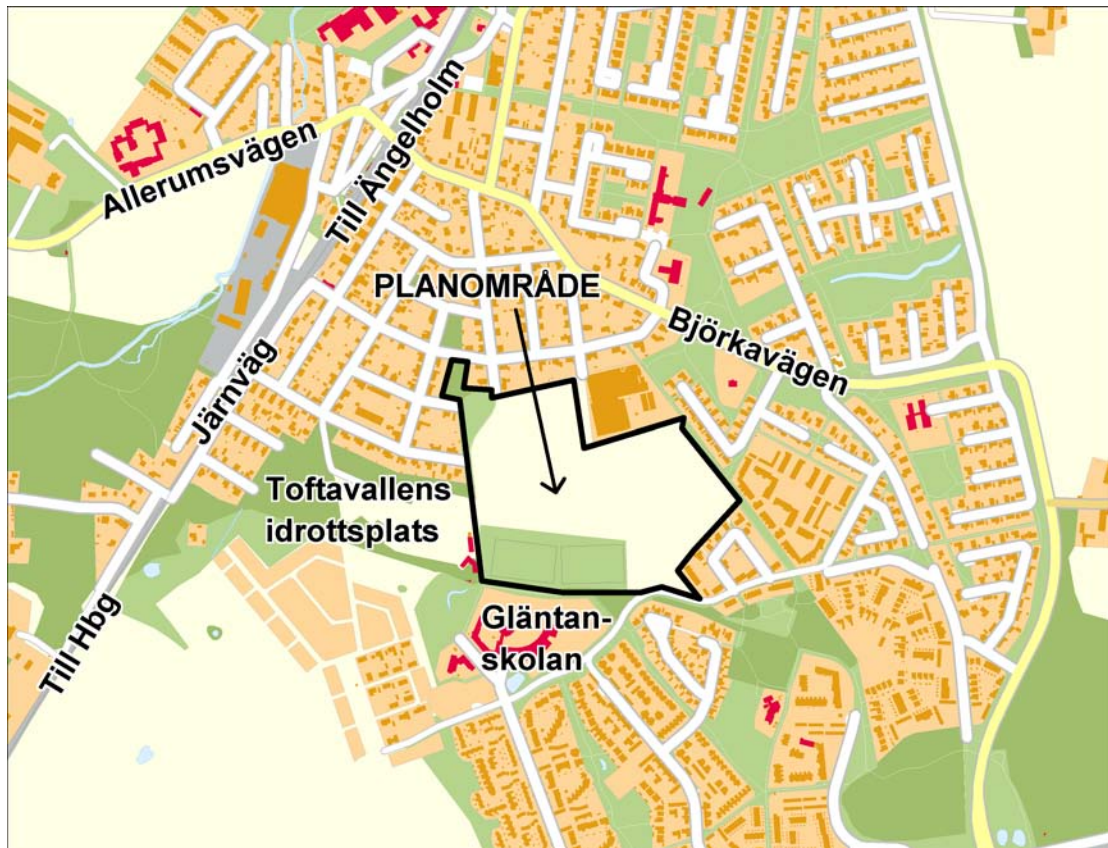 Allerumsvägen
Till Ängelholm
PLANOMRÅDE
Björkavägen
Järnväg
Toftavallens
idrottsplats
Till Hbg
Gläntan-
skolan